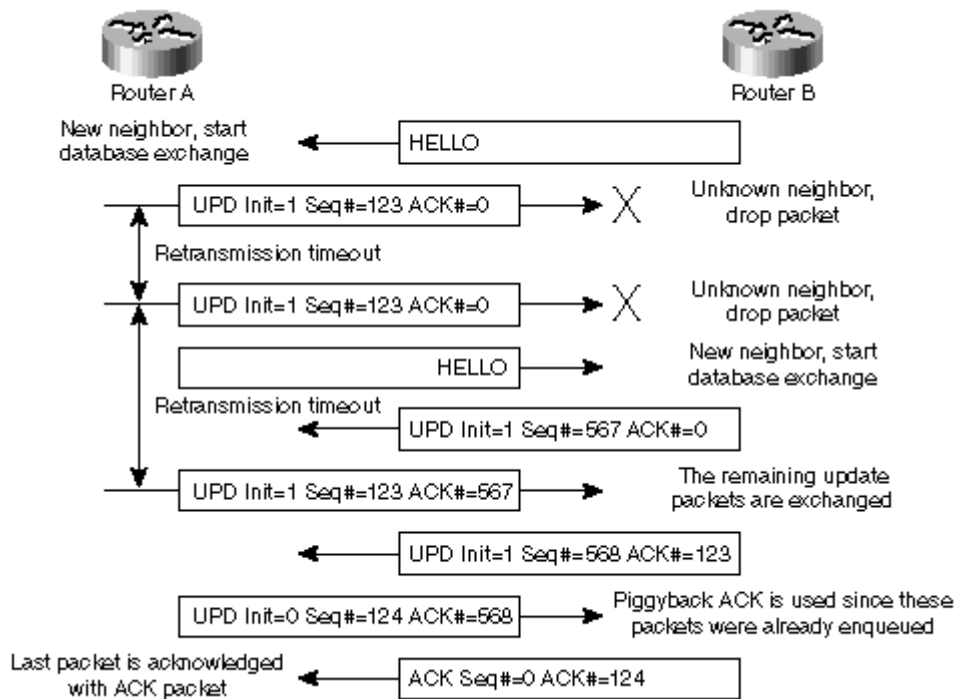 Router A
Router B
New neighbor, start
database exchange
HELLO
UPD Init=1 Seq#=123 ACK#=0
Unknown neighbor,
drop packet
Retransmission timeout
UPD Init=1 Seq#=123 ACK#=0
Unknown neighbor,
drop packet
HELLO
New neighbor, start
database exchange
Retransmission timeout
UPD Init=1 Seq#=567 ACK#=0
UPD Init=1 Seq#=123 ACK#=567
The remaining update
packets are exchanged
UPD Init=1 Seq#=568 ACK#=123
UPD Init=0 Seq#=124 ACK#=568
Piggyback ACK is used since these
packets were already enqueued
Last packet is acknowledged
with ACK packet
ACK Seq#=0 ACK#=124